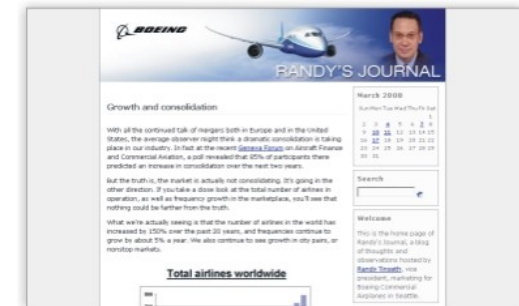 BOEING
RANDY'S JOURNAL
Growth and consolidation
With all the continued talk of mergers both in Europe and in the United
States, the average observer might think a dramatic consolidation is taking
place in our industry. In fact at the recent Geneva Forum on Aircraft Finance
and Commercial Aviation, a poll revealed that 85% of participants there
predicted an increase in consolidation over the next two years.
But the truth is, the market is actually not consolidating. It's going in the
other direction. If you take a close look at the total number of airlines in
operation, as well as frequency growth in the marketplace, you'll see that
nothing could be farther from the truth.
What we're actually seeing is that the number of airlines in the world has
increased by 150% over the past 20 years, and frequencies continue to
grow by about 5% a year. We also continue to see growth in city pairs, or
nonstop markets.
Total airlines worldwide
March 2008
Sun Mon Tue Wed Thu Fri Sat
1
2 3 4 5 6 7 8
9 10 11 12 13 14 15
16 17 18 19 20 21 22
23 24 25 26 27 28 29
30 31
Search
Welcome
This is the home page of
Randy's Journal, a blog
of thoughts and
observations hosted by
Randy Tinseth, vice
president, marketing for
Boeing Commercial
Airplanes in Seattle.